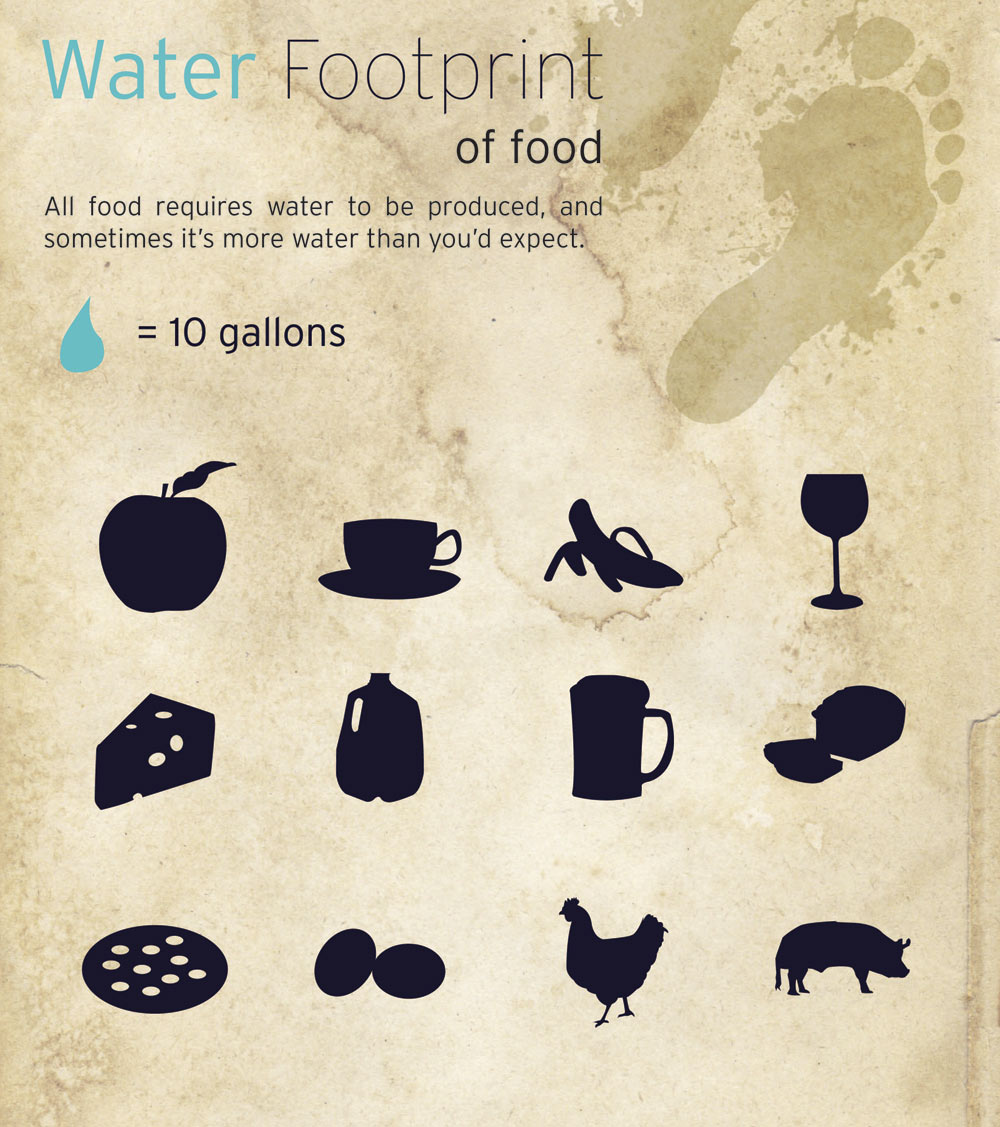 Water Footprint
of food
All food requires water to be produced, and
sometimes it's more water than you'd expect.
= 10 gallons